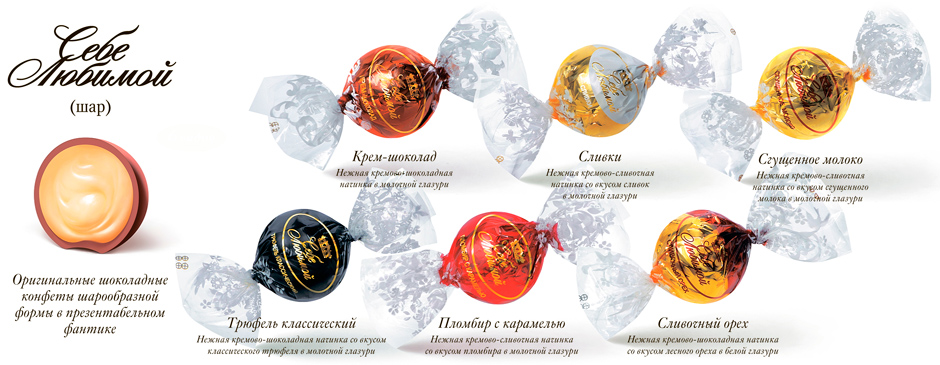 Себе
Любимой
(шар)
Оригинальные шоколадные
конфеты шарообразной
формы в презентабельном
фантике
Крем-шоколад
Нежная кремово-шоколадная
начинка в молочной глазури
Сливки
Нежная кремово-сливочная
начинка со вкусом сливок
в молочной глазури
Сгущенное молоко
Нежная кремово-сливочная
начинка со вкусом сгущенного
молока в молочной глазури
Трюфель классический
Нежная кремово-шоколадная начинка со вкусом
классического трюфеля в молочной глазури
Пломбир с карамелью
Нежная кремово-сливочная начинка
со вкусом пломбира в молочной глазури
Сливочный орех
Нежная кремово-шоколадная начинка
со вкусом лесного ореха в белой глазури